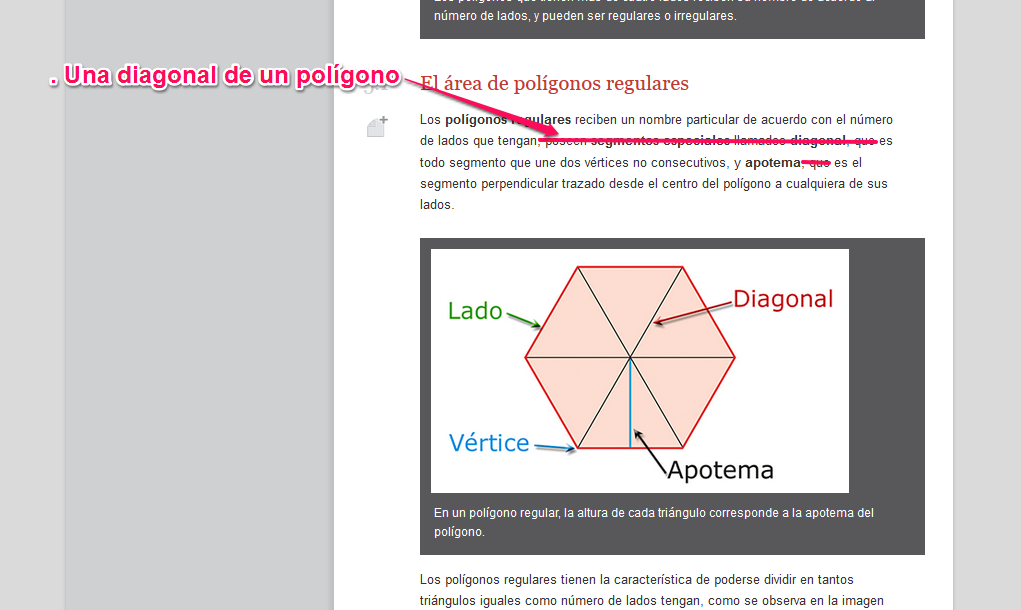 número de lados, y pueden ser regulares o irregulares.
. Una diagonal de un polígono
El área de polígonos regulares
Los polígonos regulares reciben un nombre particular de acuerdo con el número
de lados que tengan, poseen segmentos especiales llamados diagonal, que es
todo segmento que une dos vértices no consecutivos, y apotema, que es el
segmento perpendicular trazado desde el centro del polígono a cualquiera de sus
lados.
Lado
Diagonal
Vértice
Apotema
En un polígono regular, la altura de cada triángulo corresponde a la apotema del
polígono.
Los polígonos regulares tienen la característica de poderse dividir en tantos
triángulos iguales como número de lados tengan, como se observa en la imagen